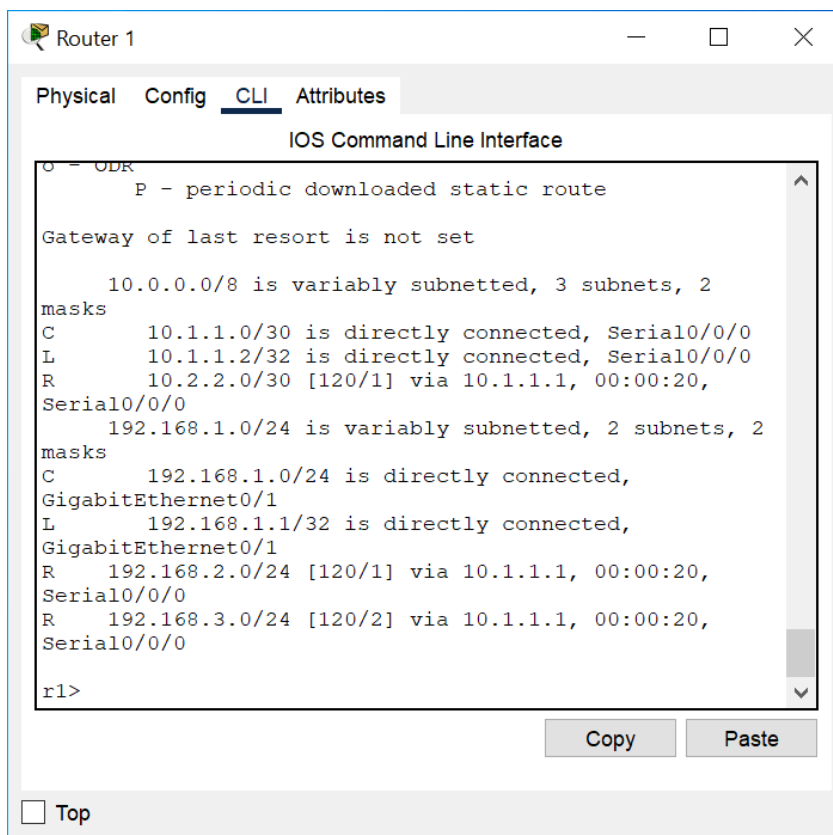 Router 1
Physical Config CLI Attributes
IOS Command Line Interface
o - ODR
P - periodic downloaded static route
Gateway of last resort is not set
10.0.0.0/8 is variably subnetted, 3 subnets, 2
masks
C 10.1.1.0/30 is directly connected, Serial0/0/0
L 10.1.1.2/32 is directly connected, Serial0/0/0
R 10.2.2.0/30 [120/1] via 10.1.1.1, 00:00:20,
Serial0/0/0
192.168.1.0/24 is variably subnetted, 2 subnets, 2
masks
C 192.168.1.0/24 is directly connected,
GigabitEthernet0/1
L 192.168.1.1/32 is directly connected,
GigabitEthernet0/1
R 192.168.2.0/24 [120/1] via 10.1.1.1, 00:00:20,
Serial0/0/0
R 192.168.3.0/24 [120/2] via 10.1.1.1, 00:00:20,
Serial0/0/0
r1>
Copy Paste
Top